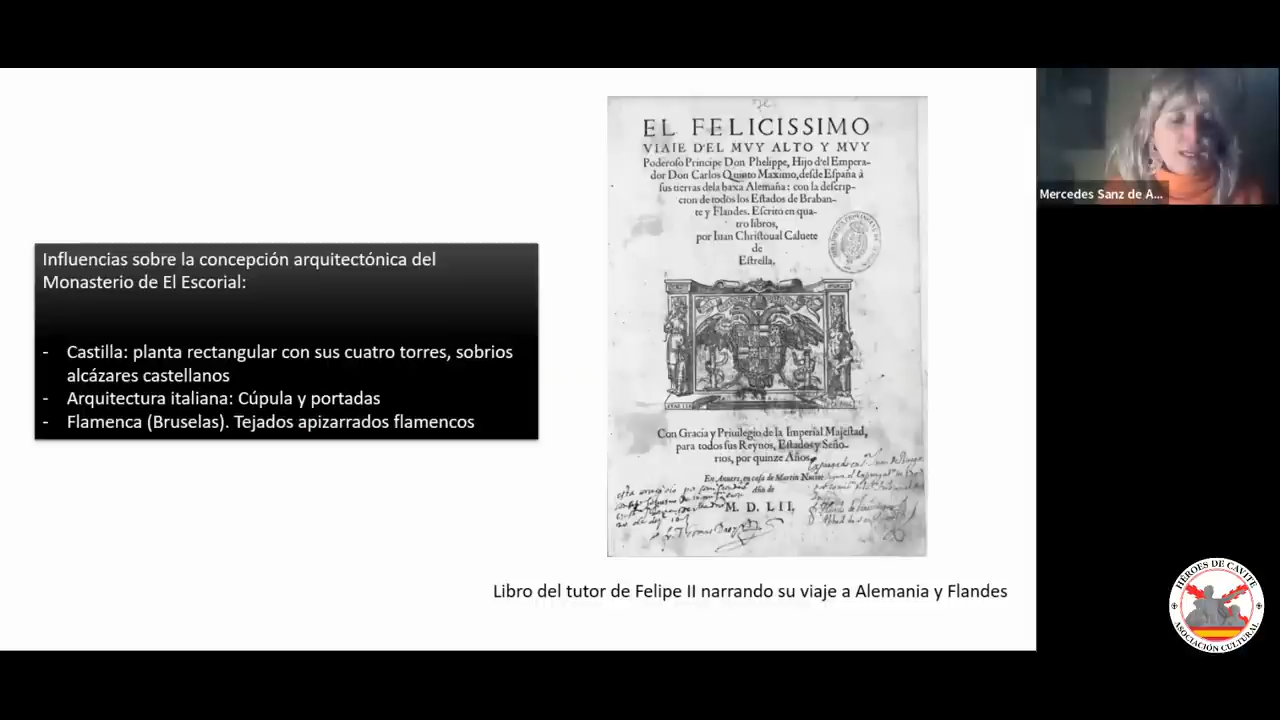 Influencias sobre la concepción arquitectónica del
Monasterio de El Escorial:
- Castilla: planta rectangular con sus cuatro torres, sobrios
alcázares castellanos
- Arquitectura italiana: Cúpula y portadas
- Flamenca (Bruselas). Tejados apizarrados flamencos
EL FELICISSIMO
VIAIE D'EL MVY ALTO Y MVY
Poderoso Principe Don Phelippe, Hijo d'el Empera-
dor Don Carlos Quinto Maximo, desde España à
sus tierras dela baxa Alemaña: con la descrip-
cion de todos los Estados de Braban-
te y Flandes. Escrito en qua-
tro libros,
por Iuan Christoual Caluete
de
Estrella.
Con Gracia y Priuilegio de la Imperial Majestad,
para todos sus Reynos, Estados y Seño-
rios, por quinze Años.
En Anuers, en casa de Martin Nucio
año de
M. D. LII.
Libro del tutor de Felipe II narrando su viaje a Alemania y Flandes
Mercedes Sanz de A...
HÉROES DE CAVITE
ASOCIACIÓN CULTURAL